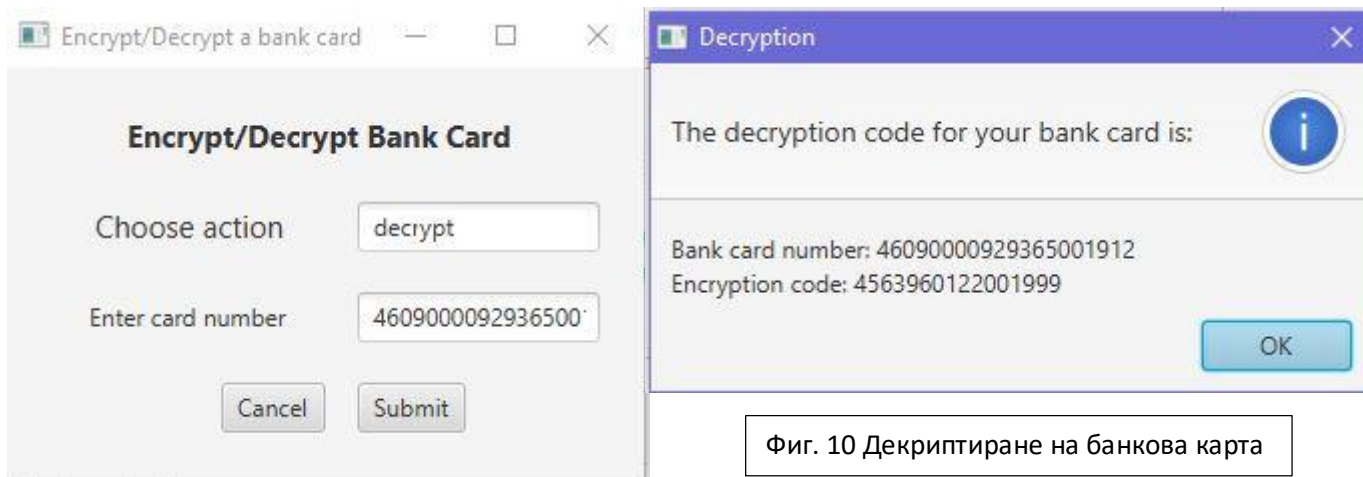 Encrypt/Decrypt a bank card
Encrypt/Decrypt Bank Card
Choose action
decrypt
Enter card number
4609000092936500
Cancel
Submit
Decryption
The decryption code for your bank card is:
Bank card number: 46090000929365001912
Encryption code: 4563960122001999
OK
Фиг. 10 Декриптиране на банкова карта